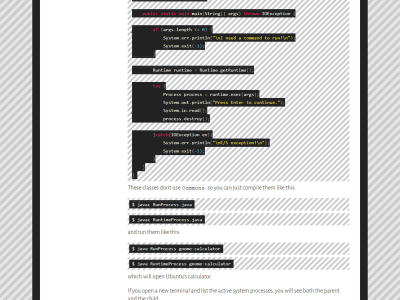 public static void main(String[] args) throws IOException
if (args.length <= 0) {
System.err.println("\nI need a command to run!\n");
System.exit(-1);
Runtime runtime = Runtime.getRuntime();
try {
Process process = runtime.exec(args);
System.out.println("Press Enter to continue.");
System.in.read();
process.destroy();
}catch(IOException ex){
System.err.println("\nI/O exception!\n");
System.exit(-1);
}
}
}
These classes don't use Commons, so you can just compile them like this:
$ javac RunProcess.java
$ javac RuntimeProcess.java
and run them like this:
$ java RunProcess gnome-calculator
$ java RuntimeProcess gnome-calculator
which will open Ubuntu's calculator.
If you open a new terminal and list the active system processes, you will see both the parent
and the child